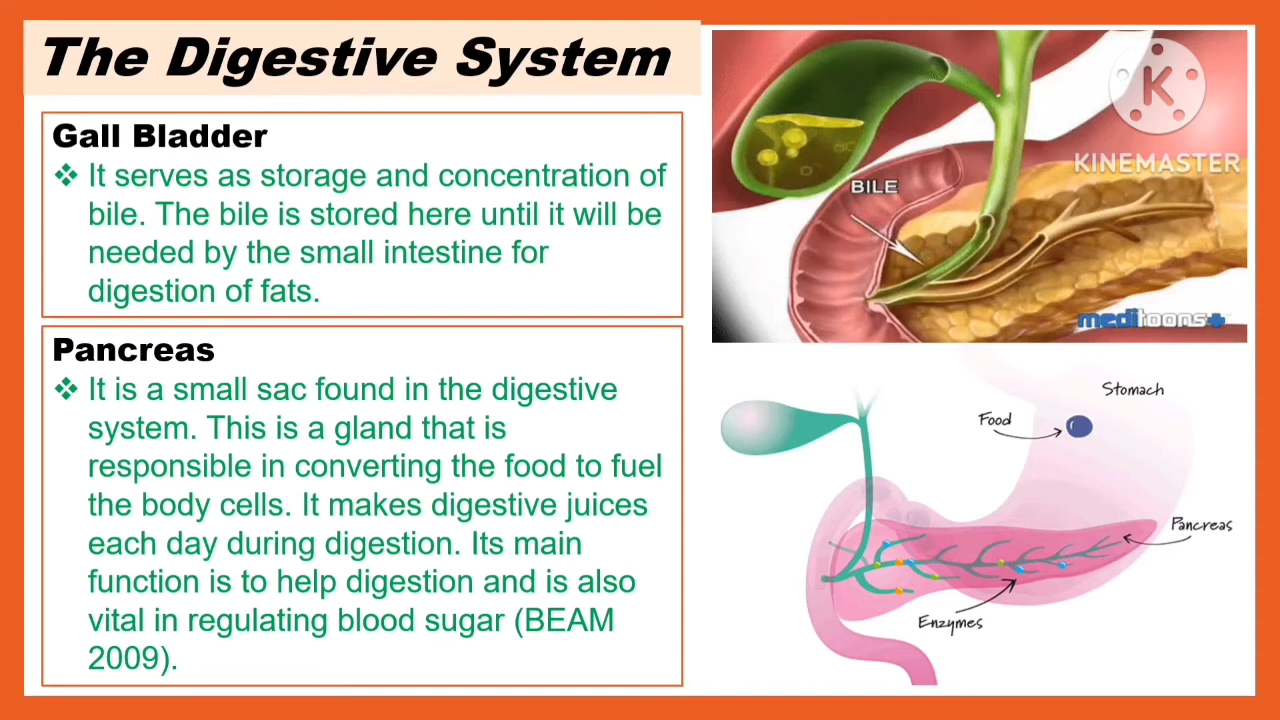 The Digestive System
Gall Bladder
❖ It serves as storage and concentration of
bile. The bile is stored here until it will be
needed by the small intestine for
digestion of fats.
Pancreas
❖ It is a small sac found in the digestive
system. This is a gland that is
responsible in converting the food to fuel
the body cells. It makes digestive juices
each day during digestion. Its main
function is to help digestion and is also
vital in regulating blood sugar (BEAM
2009).
K
KINEMASTER
BILE
meditoons+
Stomach
Food
Pancreas
Enzymes